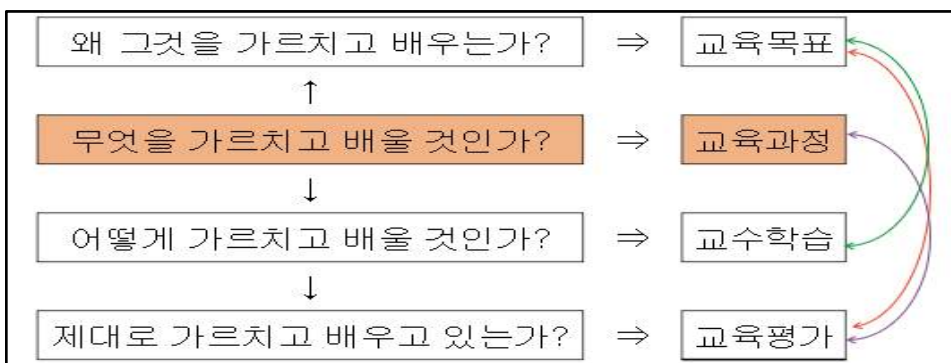 왜 그것을 가르치고 배우는가? ⇒ 교육목표
↑
무엇을 가르치고 배울 것인가? ⇒ 교육과정
↓
어떻게 가르치고 배울 것인가? ⇒ 교수학습
↓
제대로 가르치고 배우고 있는가? ⇒ 교육평가